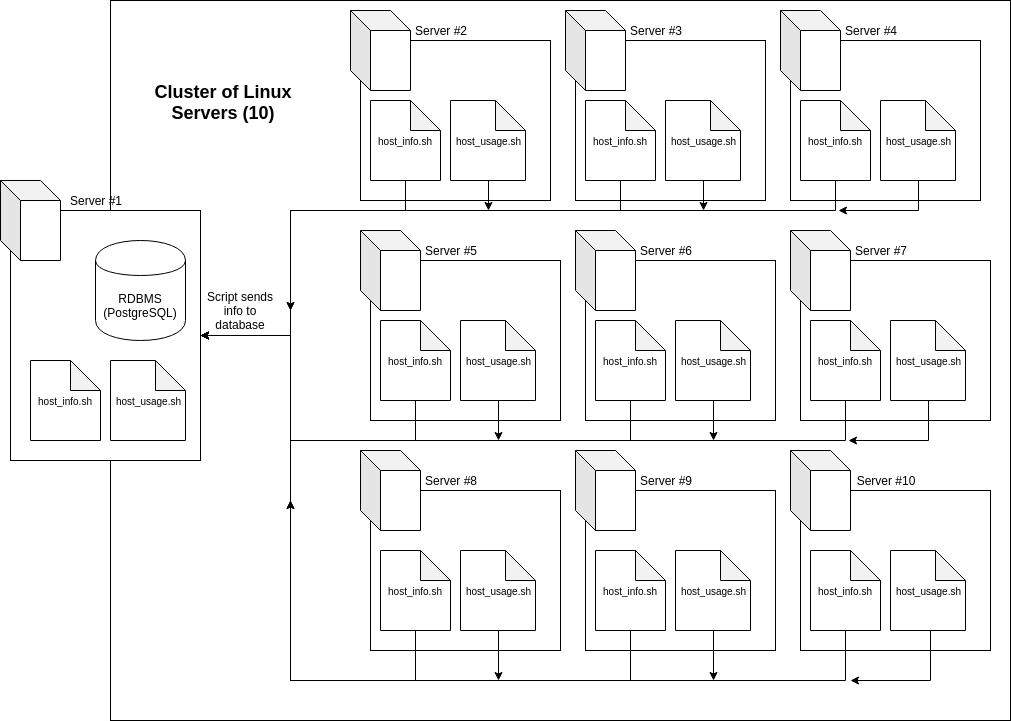 Server #2
Server #3
Server #4
Cluster of Linux
Servers (10)
host_info.sh
host_usage.sh
host_info.sh
host_usage.sh
host_info.sh
host_usage.sh
Server #1
Server #5
Server #6
Server #7
RDBMS
(PostgreSQL)
Script sends
info to
database
host_info.sh
host_usage.sh
host_info.sh
host_usage.sh
host_info.sh
host_usage.sh
host_info.sh
host_usage.sh
Server #8
Server #9
Server #10
host_info.sh
host_usage.sh
host_info.sh
host_usage.sh
host_info.sh
host_usage.sh